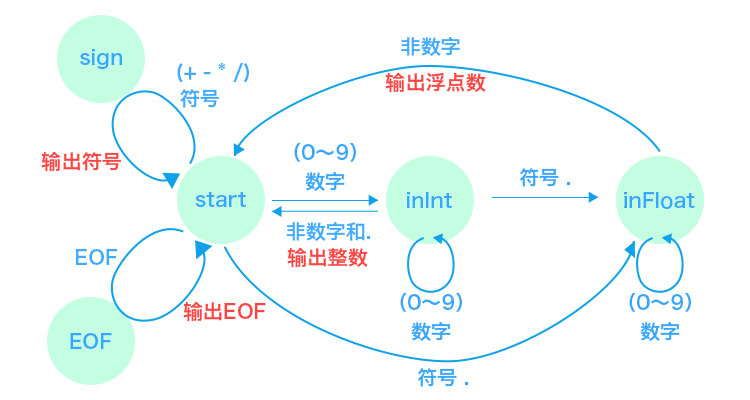 sign
(+ - * /)
符号
输出符号
非数字
输出浮点数
start
(0～9)
数字
非数字和.
输出整数
inInt
符号 .
inFloat
(0～9)
数字
(0～9)
数字
EOF
EOF
输出EOF
符号 .